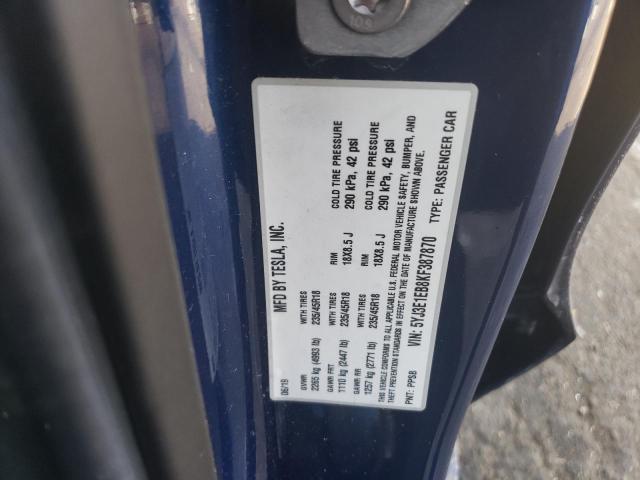 109
MFD BY TESLA, INC.
06/19
GVWR WITH TIRES RIM COLD TIRE PRESSURE
2265 kg (4993 lb) 235/45R18 18X8.5 J 290 kPa, 42 psi
GAWR FRT WITH TIRES RIM COLD TIRE PRESSURE
1110 kg (2447 lb) 235/45R18 18X8.5 J 290 kPa, 42 psi
GAWR RR
1257 kg (2771 lb) 235/45R18
THIS VEHICLE CONFORMS TO ALL APPLICABLE U.S. FEDERAL MOTOR VEHICLE SAFETY, BUMPER, AND
THEFT PREVENTION STANDARDS IN EFFECT ON THE DATE OF MANUFACTURE SHOWN ABOVE.
VIN: 5YJ3E1EB8KF387870 TYPE: PASSENGER CAR
PNT: PPSB